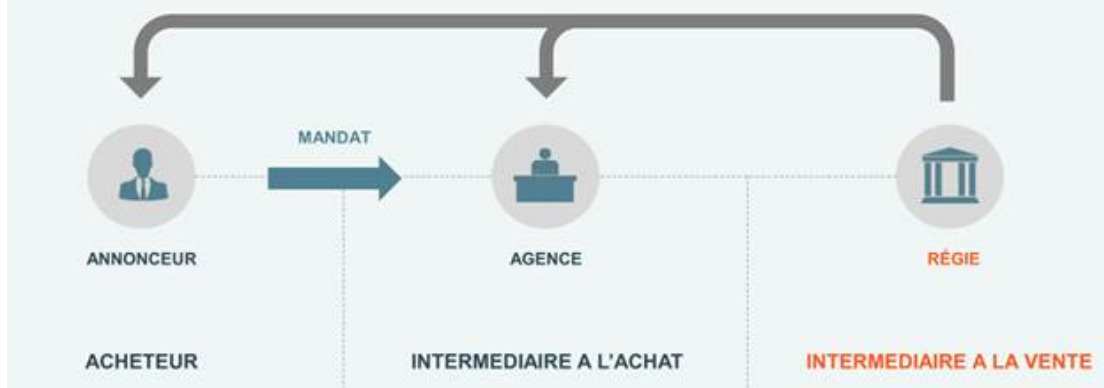 MANDAT
ANNONCEUR
AGENCE
RÉGIE
ACHETEUR
INTERMEDIAIRE A L'ACHAT
INTERMEDIAIRE A LA VENTE